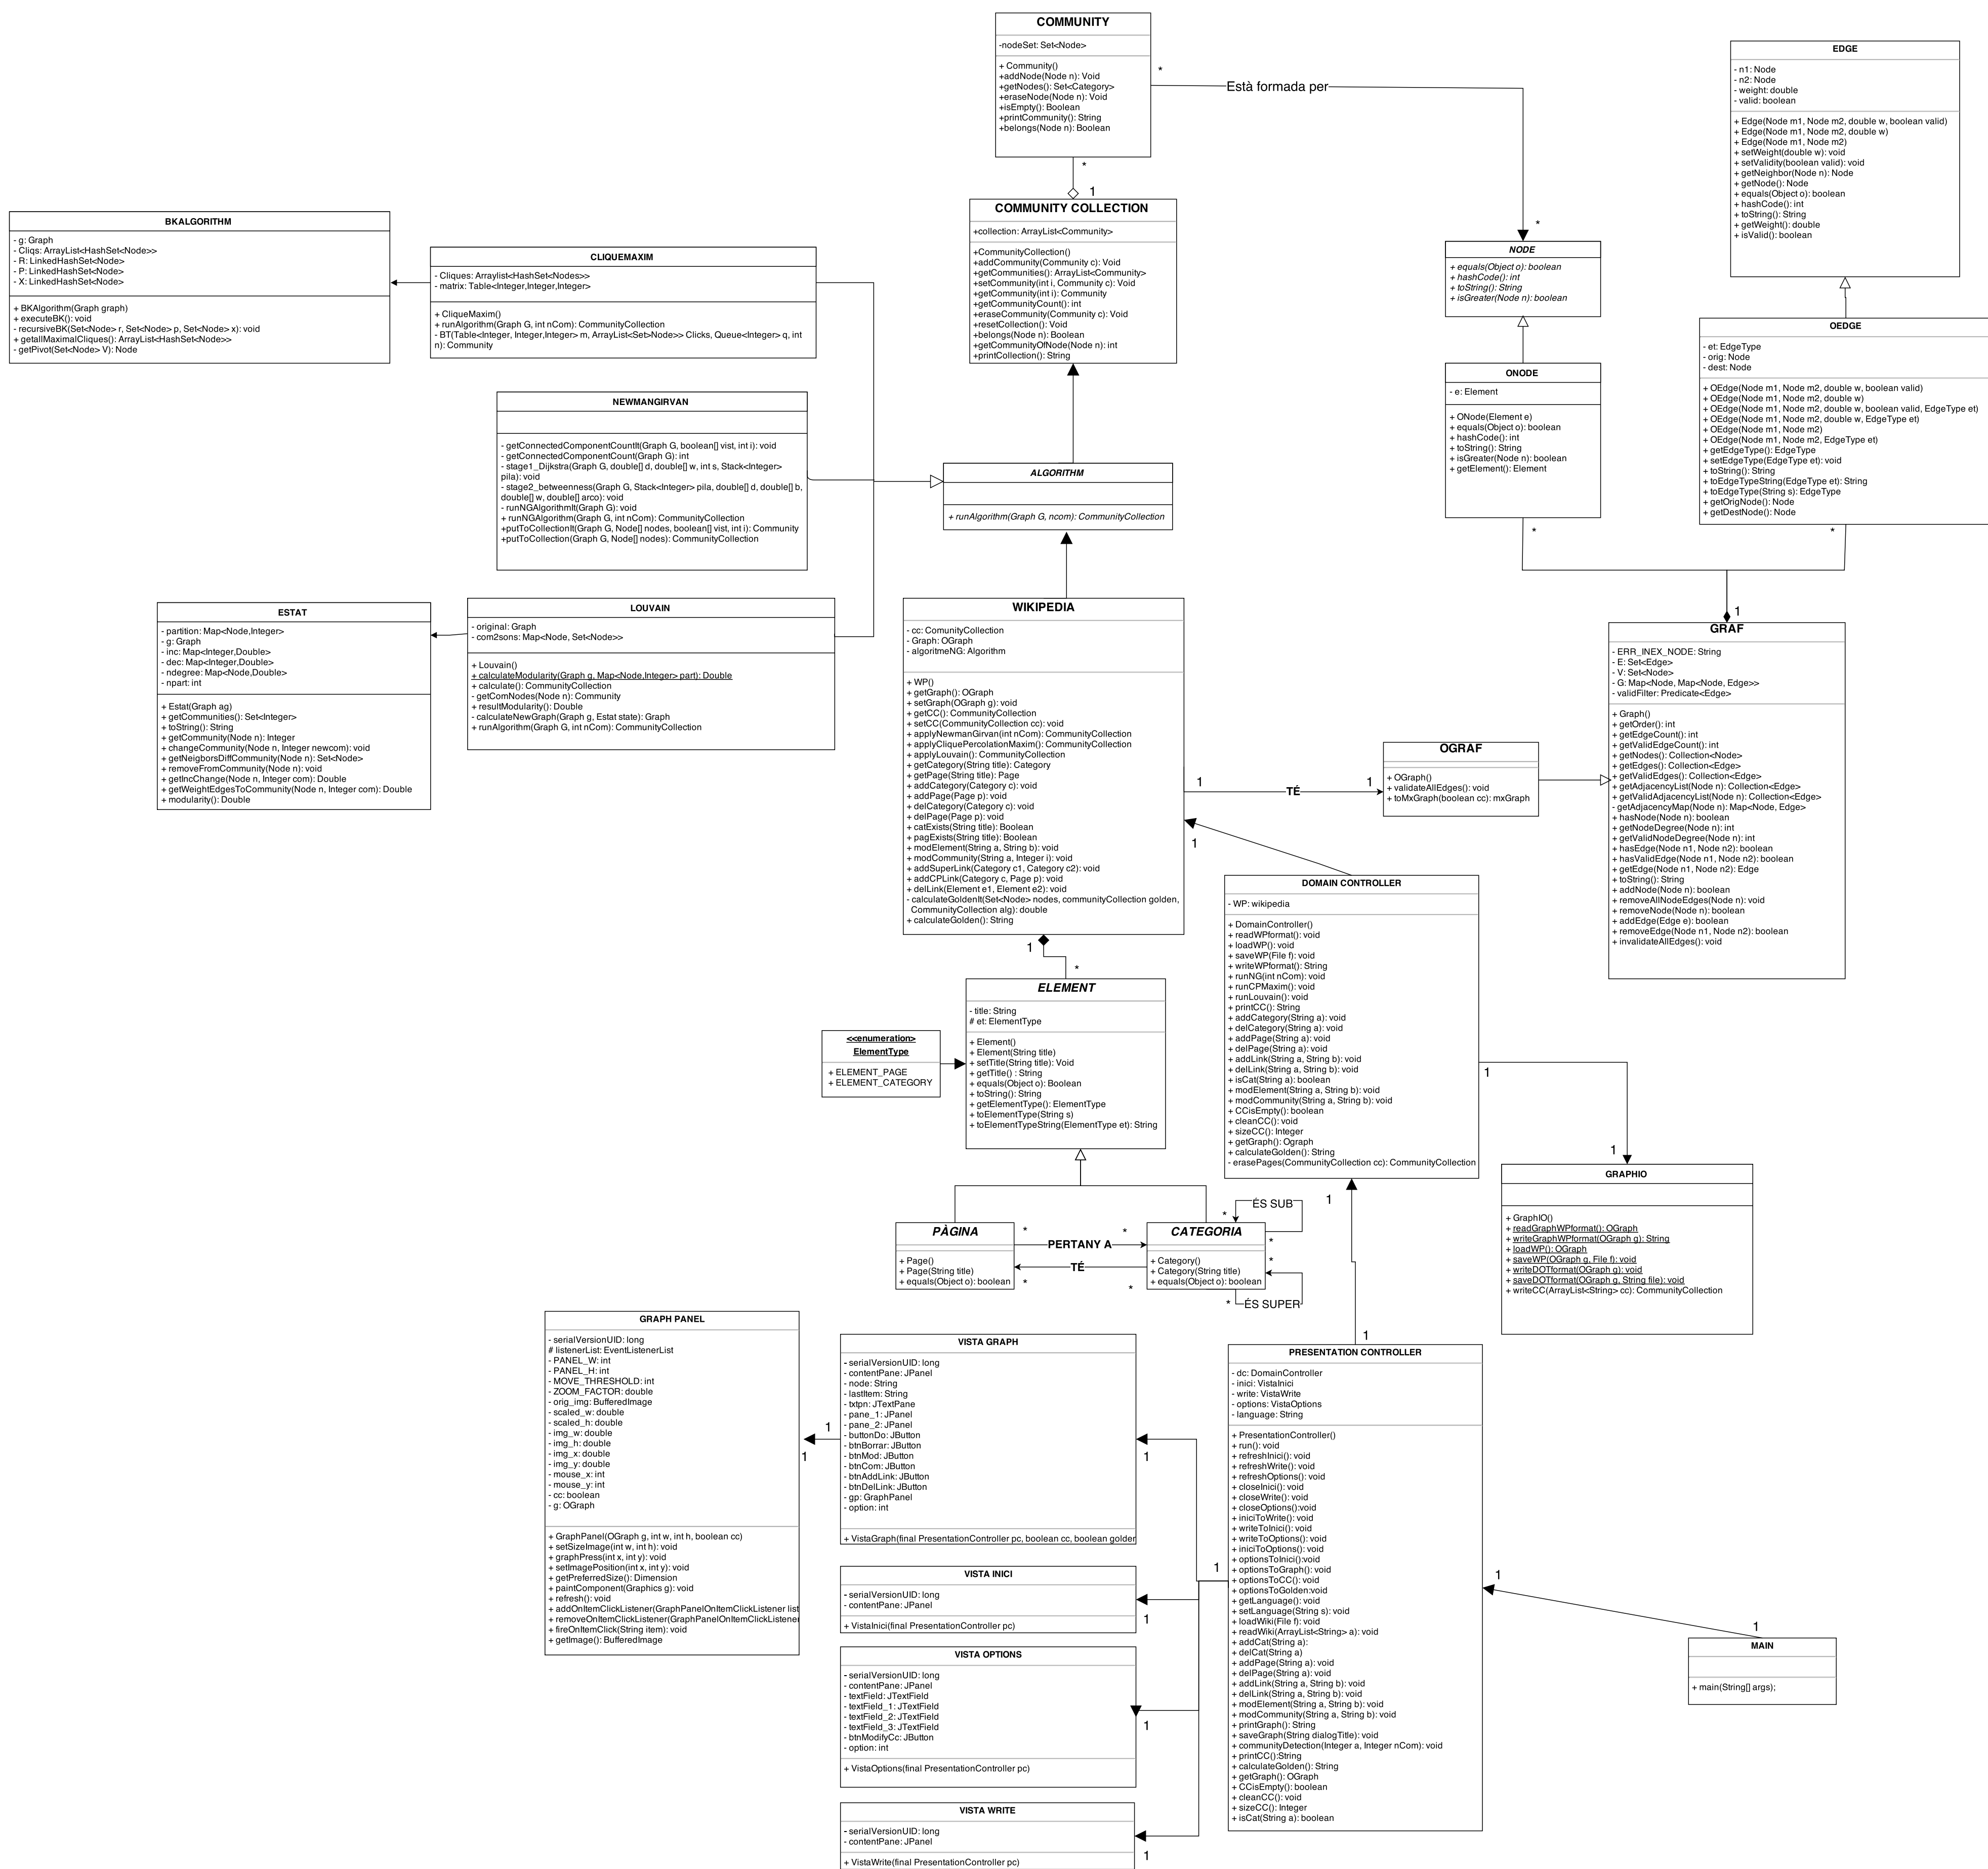 COMMUNITY
-nodeSet: Set<Node>
+ Community()
+addNode(Node n): Void
+getNodes(): Set<Category>
+eraseNode(Node n): Void
+isEmpty(): Boolean
+printCommunity(): String
+belongs(Node n): Boolean
*
Està formada per
*
*
1
EDGE
- n1: Node
- n2: Node
- weight: double
- valid: boolean
+ Edge(Node m1, Node m2, double w, boolean valid)
+ Edge(Node m1, Node m2, double w)
+ Edge(Node m1, Node m2)
+ setWeight(double w): void
+ setValidity(boolean valid): void
+ getNeighbor(Node n): Node
+ getNode(): Node
+ equals(Object o): boolean
+ hashCode(): int
+ toString(): String
+ getWeight(): double
+ isValid(): boolean
COMMUNITY COLLECTION
+collection: ArrayList<Community>
+CommunityCollection()
+addCommunity(Community c): Void
+getCommunities(): ArrayList<Community>
+setCommunity(int i, Community c): Void
+getCommunity(int i): Community
+getCommunityCount(): int
+eraseCommunity(Community c): Void
+resetCollection(): Void
+belongs(Node n): Boolean
+getCommunityOfNode(Node n): int
+printCollection(): String
BKALGORITHM
- g: Graph
- Cliqs: ArrayList<HashSet<Node>>
- R: LinkedHashSet<Node>
- P: LinkedHashSet<Node>
- X: LinkedHashSet<Node>
+ BKAlgorithm(Graph graph)
+ executeBK(): void
- recursiveBK(Set<Node> r, Set<Node> p, Set<Node> x): void
+ getallMaximalCliques(): ArrayList<HashSet<Node>>
- getPivot(Set<Node> V): Node
CLIQUEMAXIM
- Cliques: Arraylist<HashSet<Nodes>>
- matrix: Table<Integer,Integer,Integer>
+ CliqueMaxim()
+ runAlgorithm(Graph G, int nCom): CommunityCollection
- BT(Table<Integer, Integer,Integer> m, ArrayList<Set>Node>> Clicks, Queue<Integer> q, int
n): Community
NODE
+ equals(Object o): boolean
+ hashCode(): int
+ toString(): String
+ isGreater(Node n): boolean
OEDGE
- et: EdgeType
- orig: Node
- dest: Node
+ OEdge(Node m1, Node m2, double w, boolean valid)
+ OEdge(Node m1, Node m2, double w)
+ OEdge(Node m1, Node m2, double w, boolean valid, EdgeType et)
+ OEdge(Node m1, Node m2, double w, EdgeType et)
+ OEdge(Node m1, Node m2)
+ OEdge(Node m1, Node m2, EdgeType et)
+ getEdgeType(): EdgeType
+ setEdgeType(EdgeType et): void
+ toString(): String
+ toEdgeTypeString(EdgeType et): String
+ toEdgeType(String s): EdgeType
+ getOrigNode(): Node
+ getDestNode(): Node
*
ONODE
- e: Element
+ ONode(Element e)
+ equals(Object o): boolean
+ hashCode(): int
+ toString(): String
+ isGreater(Node n): boolean
+ getElement(): Element
*
NEWMANGIRVAN
- getConnectedComponentCountIt(Graph G, boolean[] vist, int i): void
- getConnectedComponentCount(Graph G): int
- stage1_Dijkstra(Graph G, double[] d, double[] w, int s, Stack<Integer>
pila): void
- stage2_betweenness(Graph G, Stack<Integer> pila, double[] d, double[] b,
double[] w, double[] arco): void
- runNGAlgorithmIt(Graph G): void
+ runNGAlgorithm(Graph G, int nCom): CommunityCollection
+putToCollectionIt(Graph G, Node[] nodes, boolean[] vist, int i): Community
+putToCollection(Graph G, Node[] nodes): CommunityCollection
ALGORITHM
+ runAlgorithm(Graph G, ncom): CommunityCollection
ESTAT
- partition: Map<Node,Integer>
- g: Graph
- inc: Map<Integer,Double>
- dec: Map<Integer,Double>
- ndegree: Map<Node,Double>
- npart: int
+ Estat(Graph ag)
+ getCommunities(): Set<Integer>
+ toString(): String
+ getCommunity(Node n): Integer
+ changeCommunity(Node n, Integer newcom): void
+ getNeigborsDiffCommunity(Node n): Set<Node>
+ removeFromCommunity(Node n): void
+ getIncChange(Node n, Integer com): Double
+ getWeightEdgesToCommunity(Node n, Integer com): Double
+ modularity(): Double
LOUVAIN
- original: Graph
- com2sons: Map<Node, Set<Node>>
+ Louvain()
+ calculateModularity(Graph g, Map<Node,Integer> part): Double
+ calculate(): CommunityCollection
- getComNodes(Node n): Community
+ resultModularity(): Double
- calculateNewGraph(Graph g, Estat state): Graph
+ runAlgorithm(Graph G, int nCom): CommunityCollection
WIKIPEDIA
- cc: ComunityCollection
- Graph: OGraph
- algoritmeNG: Algorithm
+ WP()
+ getGraph(): OGraph
+ setGraph(OGraph g): void
+ getCC(): CommunityCollection
+ setCC(CommunityCollection cc): void
+ applyNewmanGirvan(int nCom): CommunityCollection
+ applyCliquePercolationMaxim(): CommunityCollection
+ applyLouvain(): CommunityCollection
+ getCategory(String title): Category
+ getPage(String title): Page
+ addCategory(Category c): void
+ addPage(Page p): void
+ delCategory(Category c): void
+ delPage(Page p): void
+ catExists(String title): Boolean
+ pagExists(String title): Boolean
+ modElement(String a, String b): void
+ modCommunity(String a, Integer i): void
+ addSuperLink(Category c1, Category c2): void
+ addCPLink(Category c, Page p): void
+ delLink(Element e1, Element e2): void
- calculateGoldenIt(Set<Node> nodes, communityCollection golden,
CommunityCollection alg): double
+ calculateGolden(): String
1
TÉ
1
1
1
*
OGRAF
+ OGraph()
+ validateAllEdges(): void
+ toMxGraph(boolean cc): mxGraph
1
GRAF
- ERR_INEX_NODE: String
- E: Set<Edge>
- V: Set<Node>
- G: Map<Node, Map<Node, Edge>>
- validFilter: Predicate<Edge>
+ Graph()
+ getOrder(): int
+ getEdgeCount(): int
+ getValidEdgeCount(): int
+ getNodes(): Collection<Node>
+ getEdges(): Collection<Edge>
+ getValidEdges(): Collection<Edge>
+ getAdjacencyList(Node n): Collection<Edge>
+ getValidAdjacencyList(Node n): Collection<Edge>
- getAdjacencyMap(Node n): Map<Node, Edge>
+ hasNode(Node n): boolean
+ getNodeDegree(Node n): int
+ getValidNodeDegree(Node n): int
+ hasEdge(Node n1, Node n2): boolean
+ hasValidEdge(Node n1, Node n2): boolean
+ getEdge(Node n1, Node n2): Edge
+ toString(): String
+ addNode(Node n): boolean
+ removeAllNodeEdges(Node n): void
+ removeNode(Node n): boolean
+ addEdge(Edge e): boolean
+ removeEdge(Node n1, Node n2): boolean
+ invalidateAllEdges(): void
DOMAIN CONTROLLER
- WP: wikipedia
+ DomainController()
+ readWPformat(): void
+ loadWP(): void
+ saveWP(File f): void
+ writeWPformat(): String
+ runNG(int nCom): void
+ runCPMaxim(): void
+ runLouvain(): void
+ printCC(): String
+ addCategory(String a): void
+ delCategory(String a): void
+ addPage(String a): void
+ delPage(String a): void
+ addLink(String a, String b): void
+ delLink(String a, String b): void
+ isCat(String a): boolean
+ modElement(String a, String b): void
+ modCommunity(String a, String b): void
+ CCisEmpty(): boolean
+ cleanCC(): void
+ sizeCC(): Integer
+ getGraph(): Ograph
+ calculateGolden(): String
- erasePages(CommunityCollection cc): CommunityCollection
1
1
1
ELEMENT
- title: String
# et: ElementType
+ Element()
+ Element(String title)
+ setTitle(String title): Void
+ getTitle() : String
+ equals(Object o): Boolean
+ toString(): String
+ getElementType(): ElementType
+ toElementType(String s)
+ toElementTypeString(ElementType et): String
<<enumeration>
ElementType
+ ELEMENT_PAGE
+ ELEMENT_CATEGORY
GRAPHIO
+ GraphIO()
+ readGraphWPformat(): OGraph
+ writeGraphWPformat(OGraph g): String
+ loadWP(): OGraph
+ saveWP(OGraph g, File f): void
+ writeDOTformat(OGraph g): void
+ saveDOTformat(OGraph g, String file): void
+ writeCC(ArrayList<String> cc): CommunityCollection
PÀGINA
+ Page()
+ Page(String title)
+ equals(Object o): boolean
*
PERTANY A
*
*
TÉ
*
CATEGORIA
+ Category()
+ Category(String title)
+ equals(Object o): boolean
*
ÉS SUB
*
*
*
ÉS SUPER
GRAPH PANEL
- serialVersionUID: long
# listenerList: EventListenerList
- PANEL_W: int
- PANEL_H: int
- MOVE_THRESHOLD: int
- ZOOM_FACTOR: double
- orig_img: BufferedImage
- scaled_w: double
- scaled_h: double
- img_w: double
- img_h: double
- img_x: double
- img_y: double
- mouse_x: int
- mouse_y: int
- cc: boolean
- g: OGraph
+ GraphPanel(OGraph g, int w, int h, boolean cc)
+ setSizeImage(int w, int h): void
+ graphPress(int x, int y): void
+ setImagePosition(int x, int y): void
+ getPreferredSize(): Dimension
+ paintComponent(Graphics g): void
+ refresh(): void
+ addOnItemClickListener(GraphPanelOnItemClickListener list
+ removeOnItemClickListener(GraphPanelOnItemClickListener
+ fireOnItemClick(String item): void
+ getImage(): BufferedImage
1
1
VISTA GRAPH
- serialVersionUID: long
- contentPane: JPanel
- node: String
- lastItem: String
- txtpn: JTextPane
- pane_1: JPanel
- pane_2: JPanel
- buttonDo: JButton
- btnBorrar: JButton
- btnMod: JButton
- btnCom: JButton
- btnAddLink: JButton
- btnDelLink: JButton
- gp: GraphPanel
- option: int
+ VistaGraph(final PresentationController pc, boolean cc, boolean golden
1
VISTA INICI
- serialVersionUID: long
- contentPane: JPanel
+ VistaInici(final PresentationController pc)
1
VISTA OPTIONS
- serialVersionUID: long
- contentPane: JPanel
- textField: JTextField
- textField_1: JTextField
- textField_2: JTextField
- textField_3: JTextField
- btnModifyCc: JButton
- option: int
+ VistaOptions(final PresentationController pc)
1
VISTA WRITE
- serialVersionUID: long
- contentPane: JPanel
+ VistaWrite(final PresentationController pc)
1
1
1
PRESENTATION CONTROLLER
- dc: DomainController
- inici: VistaInici
- write: VistaWrite
- options: VistaOptions
- language: String
+ PresentationController()
+ run(): void
+ refreshInici(): void
+ refreshWrite(): void
+ refreshOptions(): void
+ closeInici(): void
+ closeWrite(): void
+ closeOptions():void
+ iniciToWrite(): void
+ writeToInici(): void
+ writeToOptions(): void
+ iniciToOptions(): void
+ optionsToInici():void
+ optionsToGraph(): void
+ optionsToCC(): void
+ optionsToGolden:void
+ getLanguage(): void
+ setLanguage(String s): void
+ loadWiki(File f): void
+ readWiki(ArrayList<String> a): void
+ addCat(String a):
+ delCat(String a)
+ addPage(String a): void
+ delPage(String a): void
+ addLink(String a, String b): void
+ delLink(String a, String b): void
+ modElement(String a, String b): void
+ modCommunity(String a, String b): void
+ printGraph(): String
+ saveGraph(String dialogTitle): void
+ communityDetection(Integer a, Integer nCom): void
+ printCC():String
+ calculateGolden(): String
+ getGraph(): OGraph
+ CCisEmpty(): boolean
+ cleanCC(): void
+ sizeCC(): Integer
+ isCat(String a): boolean
1
1
MAIN
+ main(String[] args);